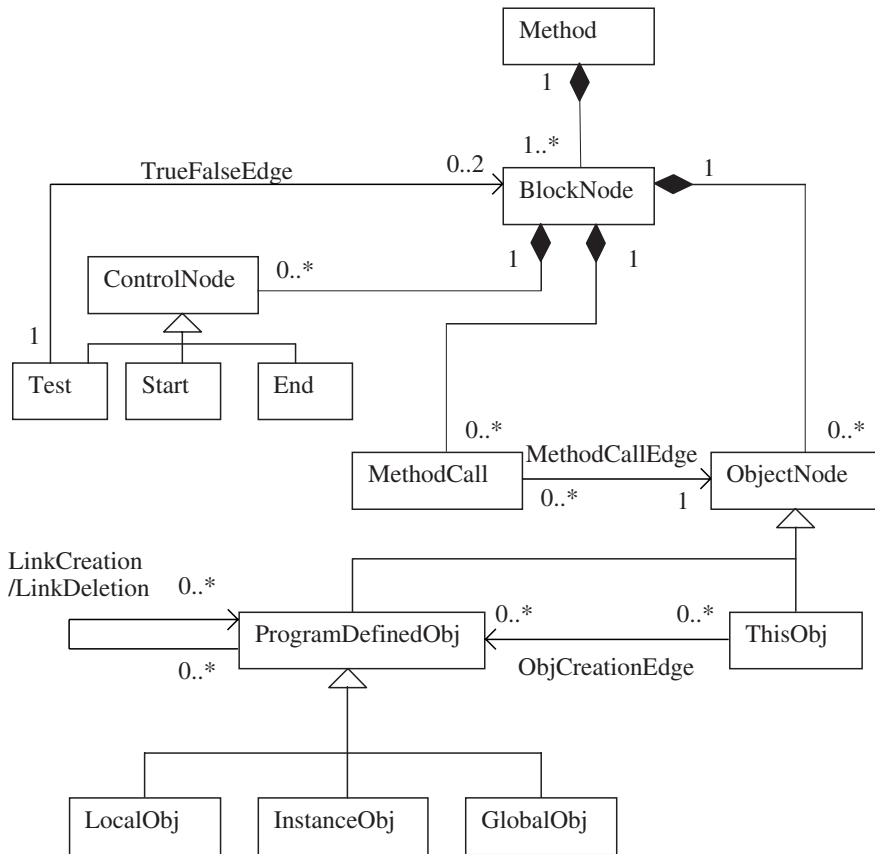 Method
1
1..*
TrueFalseEdge
0..2
BlockNode
1
ControlNode
0..*
1
1
1
Test
Start
End
0..*
MethodCallEdge
0..*
MethodCall
ObjectNode
0..*
1
LinkCreation
/LinkDeletion
0..*
0..*
0..*
ProgramDefinedObj
ThisObj
0..*
ObjCreationEdge
LocalObj
InstanceObj
GlobalObj